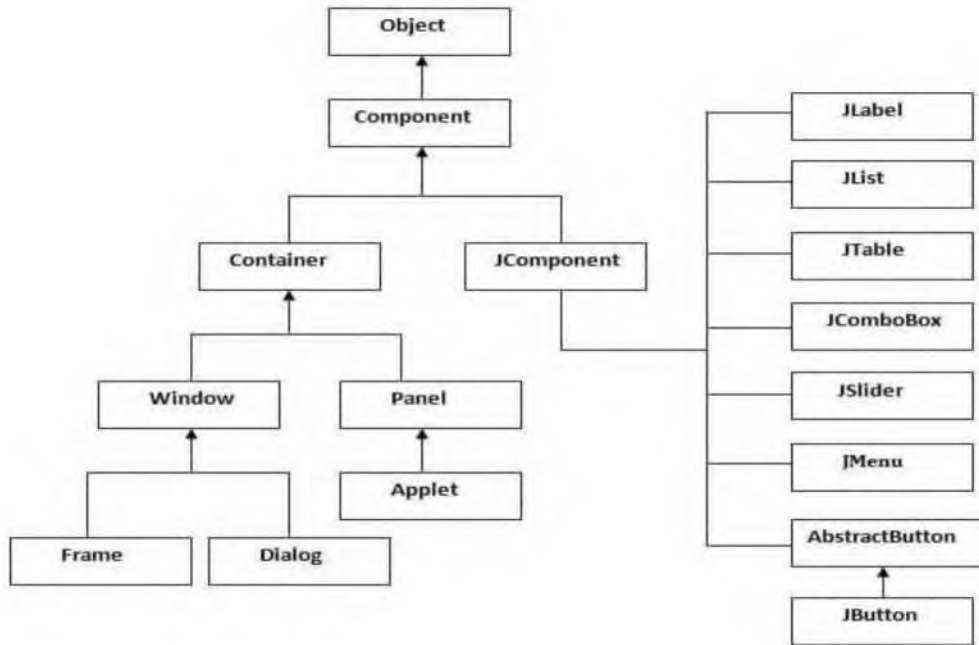 Object
Component
Container
JComponent
Window
Panel
Applet
Frame
Dialog
JLabel
JList
JTable
JComboBox
JSlider
JMenu
AbstractButton
JButton